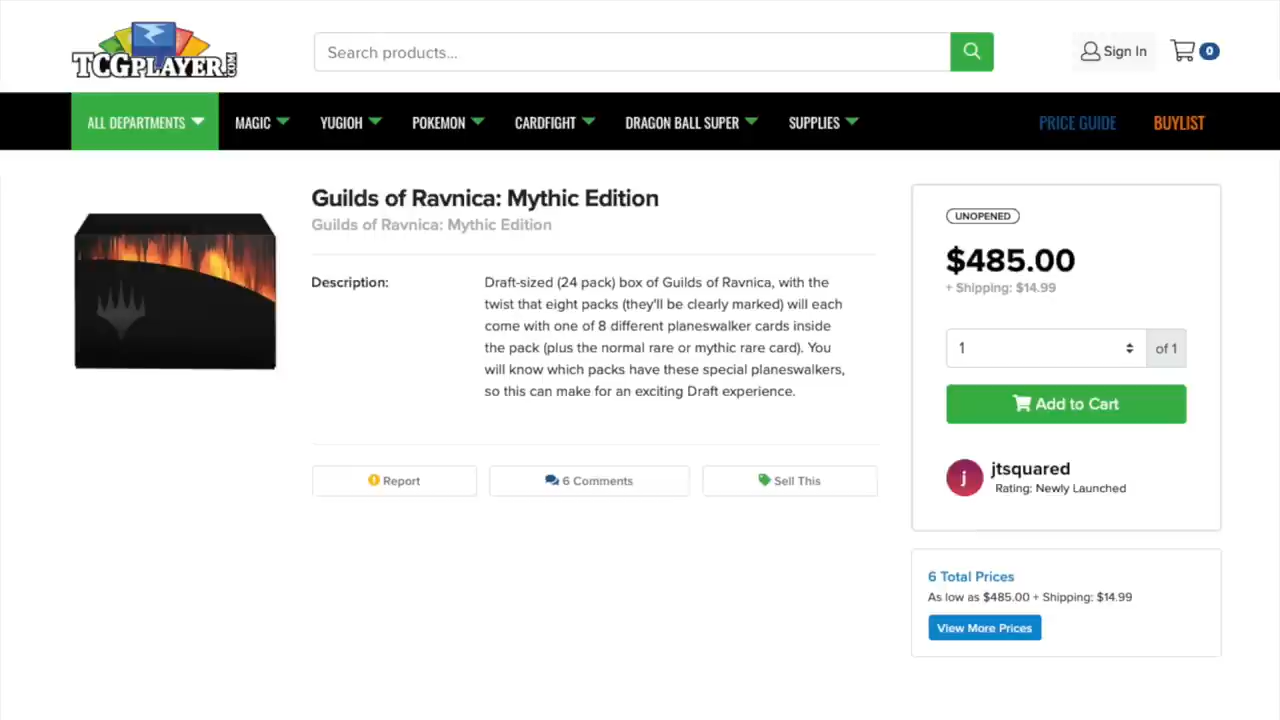 TCGPLAYER.COM
Search products...
Sign In
0
ALL DEPARTMENTS
MAGIC
YUGIOH
POKEMON
CARDFIGHT
DRAGON BALL SUPER
SUPPLIES
PRICE GUIDE
BUYLIST
Guilds of Ravnica: Mythic Edition
Guilds of Ravnica: Mythic Edition
Description:
Draft-sized (24 pack) box of Guilds of Ravnica, with the
twist that eight packs (they'll be clearly marked) will each
come with one of 8 different planeswalker cards inside
the pack (plus the normal rare or mythic rare card). You
will know which packs have these special planeswalkers,
so this can make for an exciting Draft experience.
Report
6 Comments
Sell This
UNOPENED
$485.00
+ Shipping: $14.99
1
of 1
Add to Cart
j
jtsquared
Rating: Newly Launched
6 Total Prices
As low as $485.00 + Shipping: $14.99
View More Prices